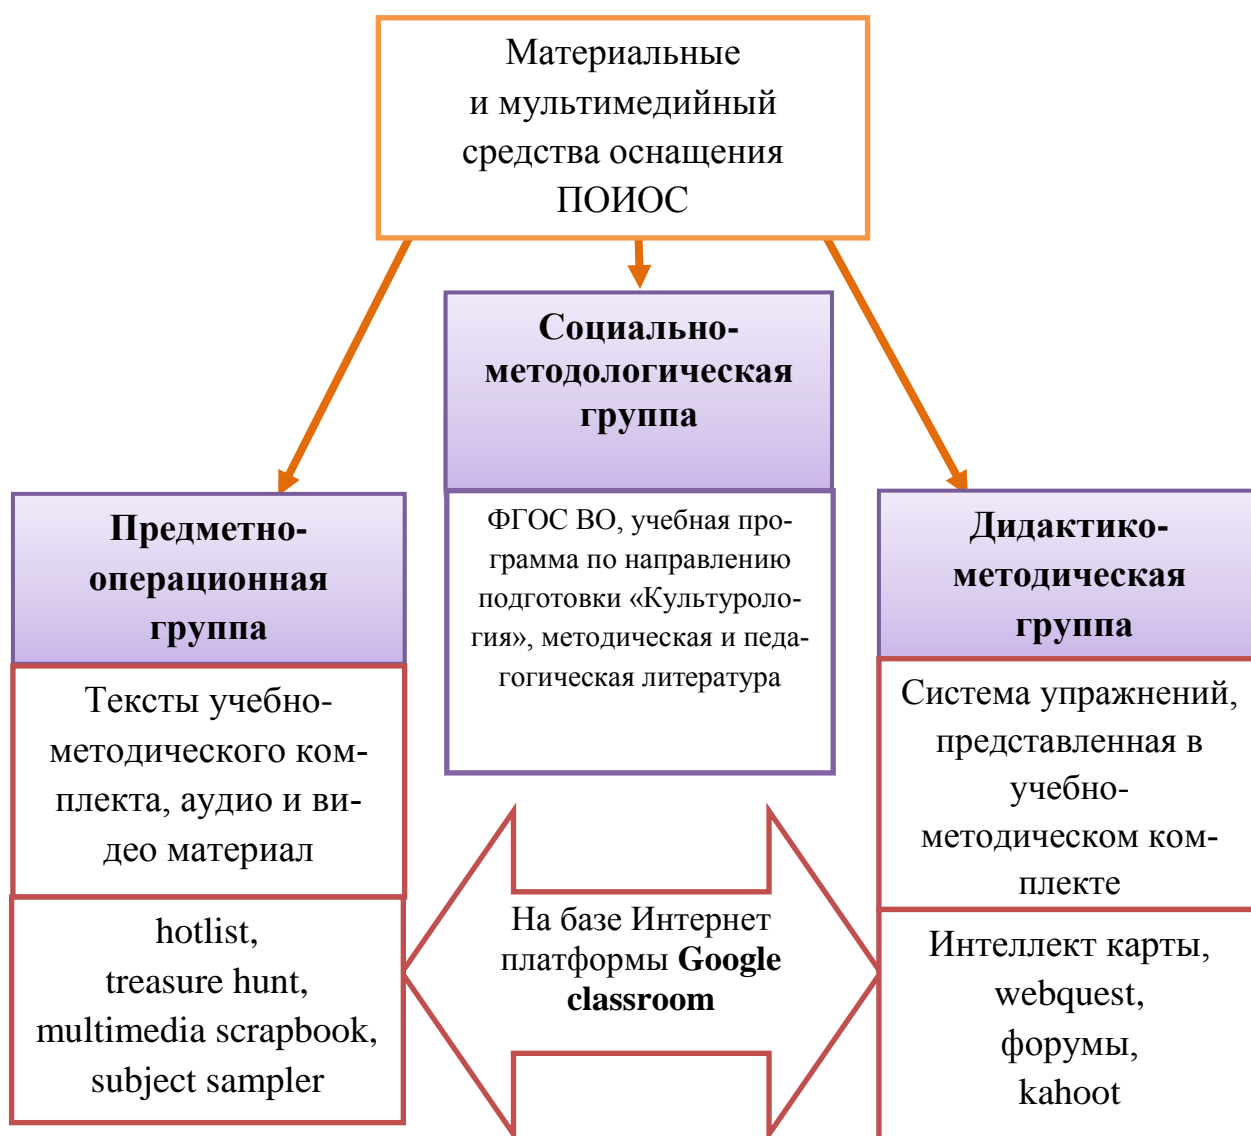 Материальные
и мультимедийный
средства оснащения
ПОИОС
Социально-
методологическая
группа
ФГОС ВО, учебная про-
грамма по направлению
подготовки «Культуроло-
гия», методическая и педа-
гогическая литература
Предметно-
операционная
группа
Тексты учебно-
методического ком-
плекта, аудио и ви-
део материал
hotlist,
treasure hunt,
multimedia scrapbook,
subject sampler
На базе Интернет
платформы Google
classroom
Дидактико-
методическая
группа
Система упражнений,
представленная в
учебно-
методическом ком-
плекте
Интеллект карты,
webquest,
форумы,
kahoot